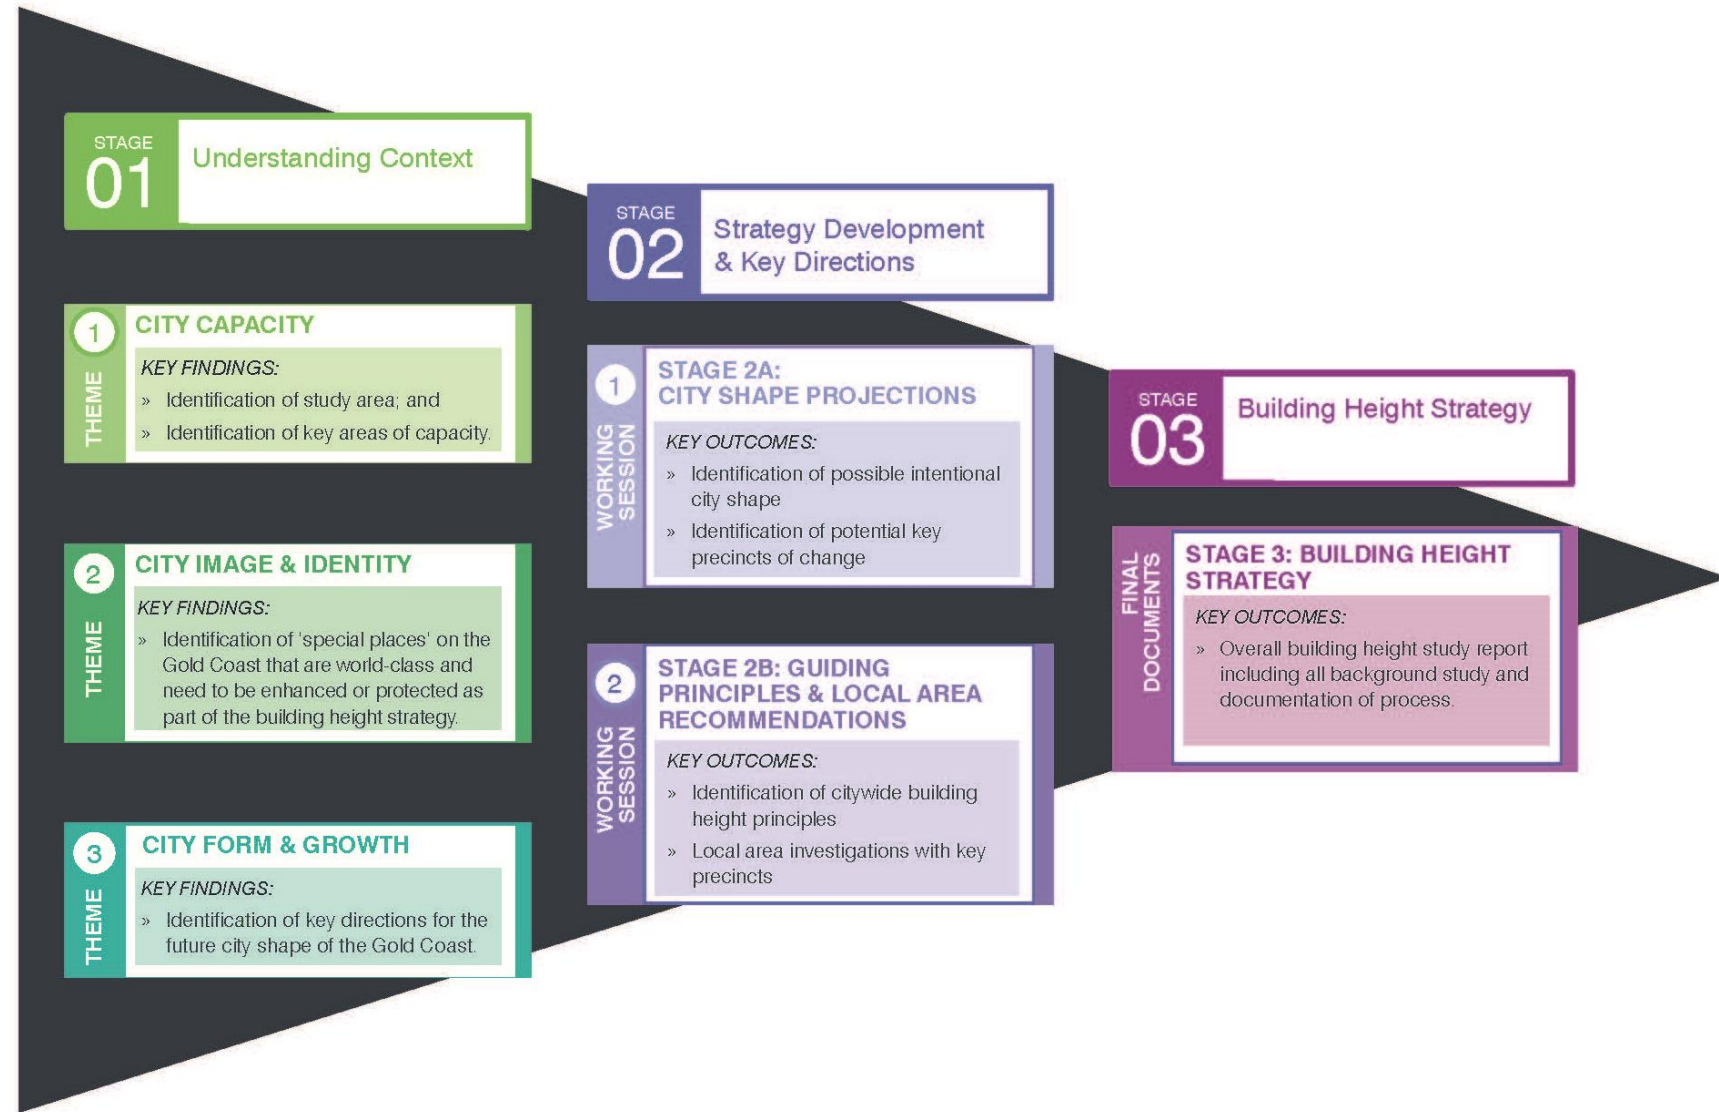 STAGE
01
Understanding Context
1
THEME
CITY CAPACITY
KEY FINDINGS:
» Identification of study area; and
» Identification of key areas of capacity.
2
THEME
CITY IMAGE & IDENTITY
KEY FINDINGS:
» Identification of 'special places' on the
Gold Coast that are world-class and
need to be enhanced or protected as
part of the building height strategy.
3
THEME
CITY FORM & GROWTH
KEY FINDINGS:
» Identification of key directions for the
future city shape of the Gold Coast.
STAGE
02
Strategy Development
& Key Directions
1
WORKING
SESSION
STAGE 2A:
CITY SHAPE PROJECTIONS
KEY OUTCOMES:
» Identification of possible intentional
city shape
» Identification of potential key
precincts of change
2
WORKING
SESSION
STAGE 2B: GUIDING
PRINCIPLES & LOCAL AREA
RECOMMENDATIONS
KEY OUTCOMES:
» Identification of citywide building
height principles
» Local area investigations with key
precincts
STAGE
03
Building Height Strategy
FINAL
DOCUMENTS
STAGE 3: BUILDING HEIGHT
STRATEGY
KEY OUTCOMES:
» Overall building height study report
including all background study and
documentation of process.